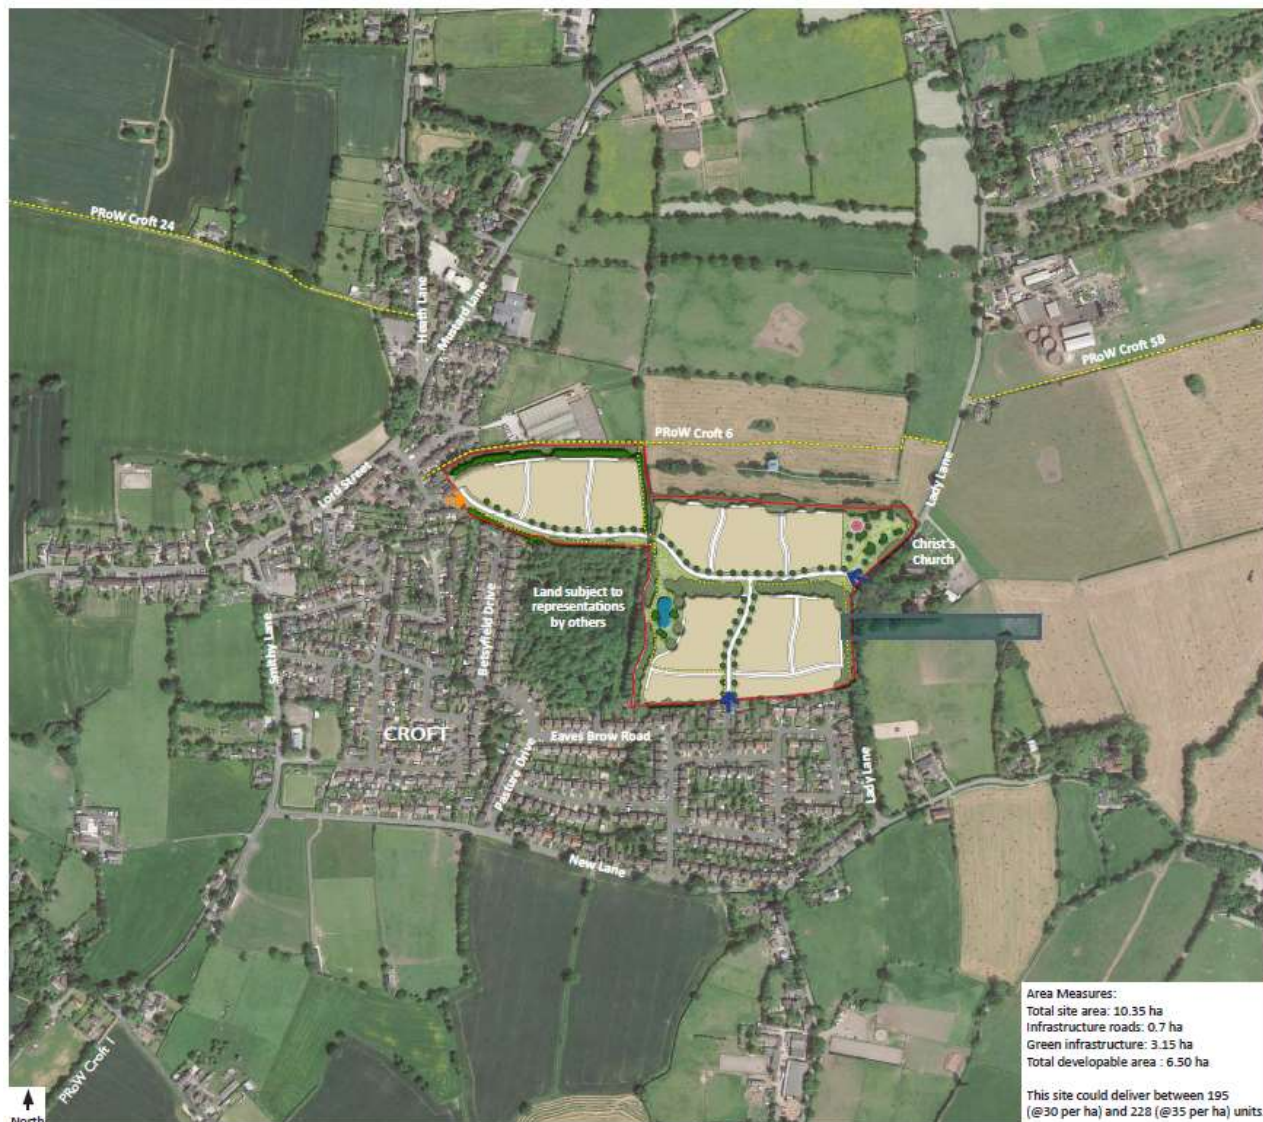 PRoW Croft 24
Heath Lane
Mustard Lane
PRoW Croft 5B
PRoW Croft 6
Lord Street
Lady Lane
Christ's
Church
Land subject to
representations
by others
Betsyfield Drive
Smithy Lane
CROFT
Eaves Brow Road
Pasture Drive
Lady Lane
New Lane
PRoW Croft 1
North
Area Measures:
Total site area: 10.35 ha
Infrastructure roads: 0.7 ha
Green infrastructure: 3.15 ha
Total developable area : 6.50 ha
This site could deliver between 195
(@30 per ha) and 228 (@35 per ha) units